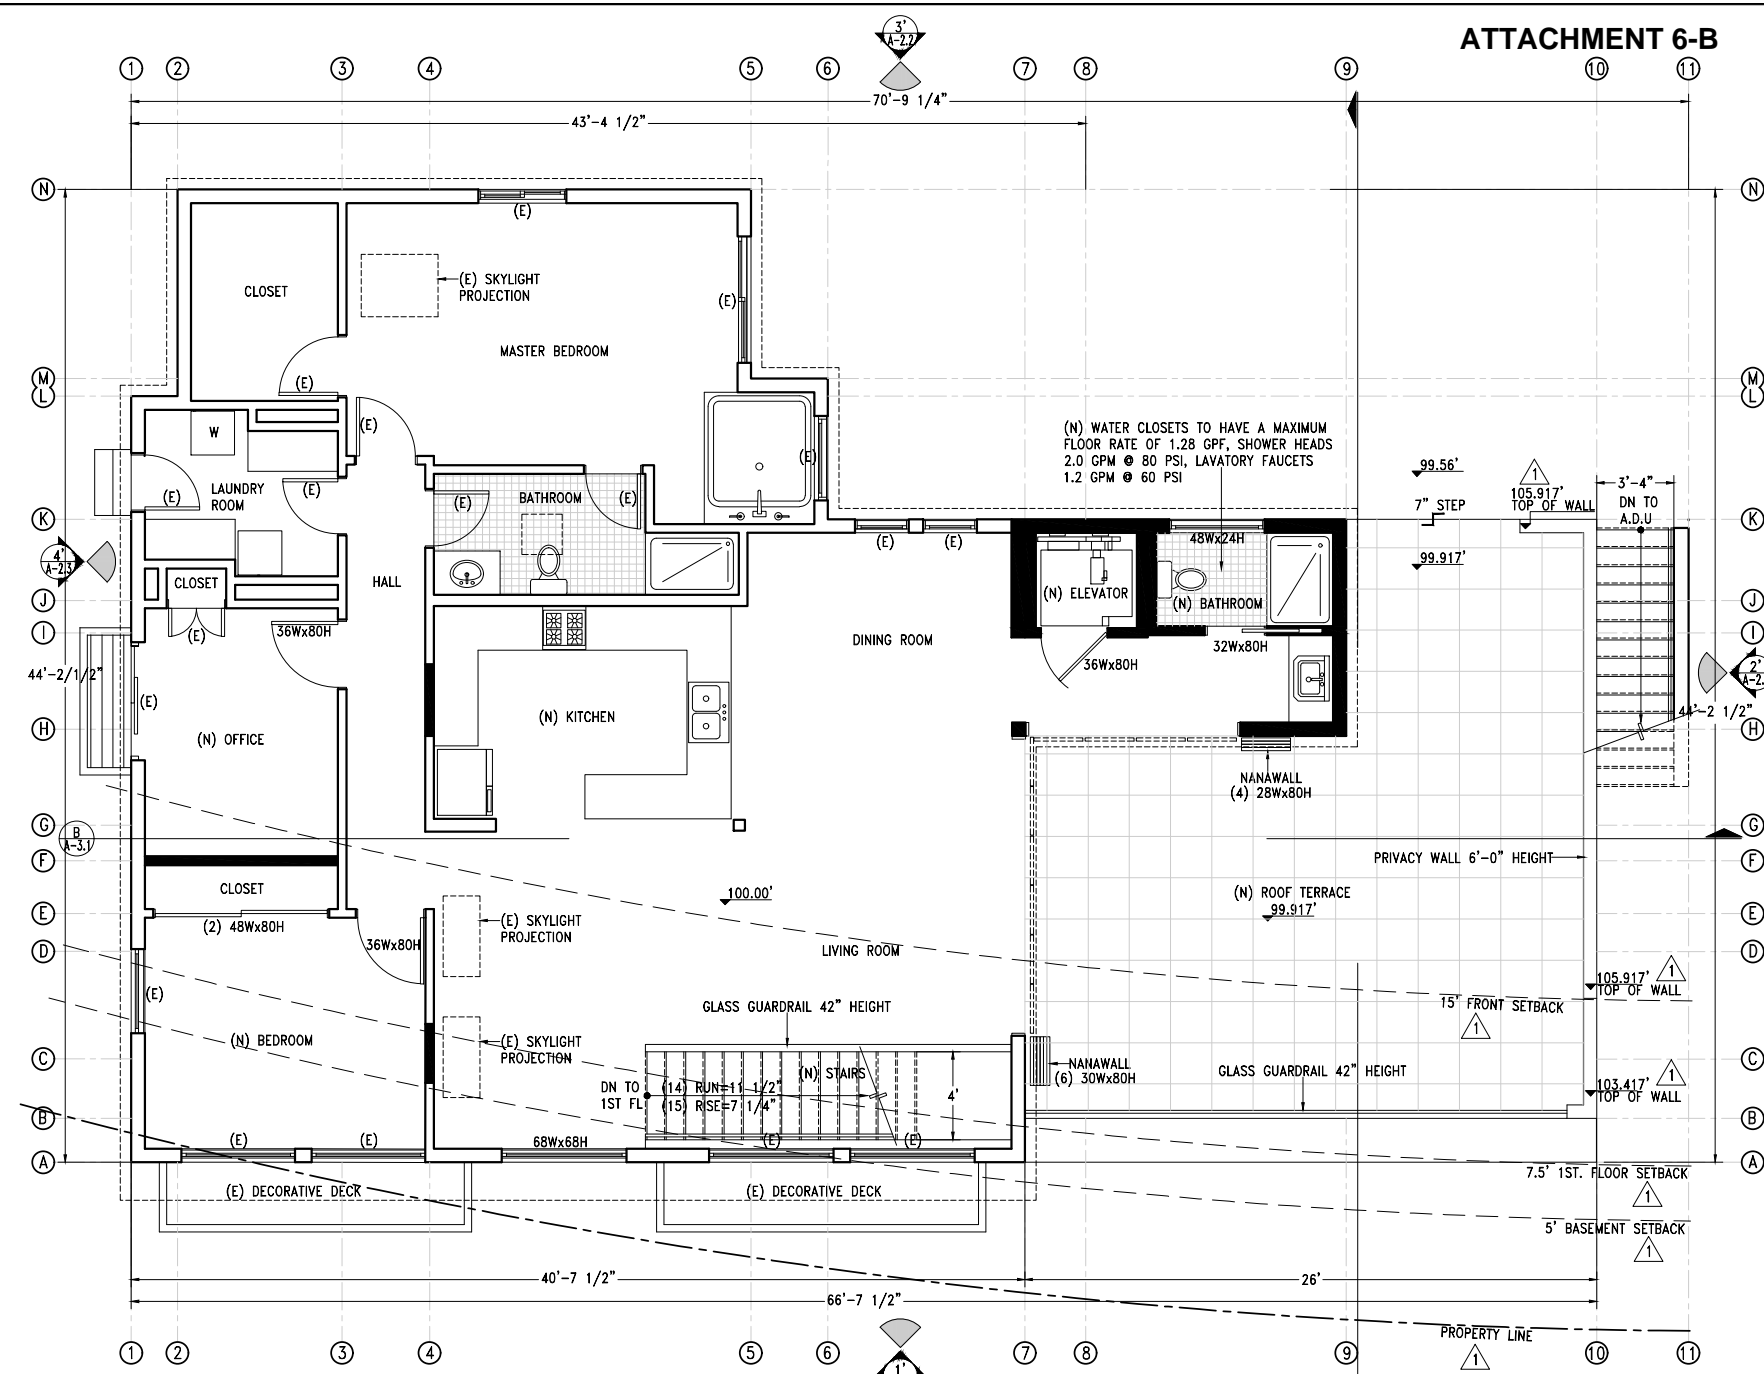 ATTACHMENT 6-B
3'
A-2.2
1 2 3 4 5 6 7 8 9 10 11
70'-9 1/4"
43'-4 1/2"
N
N
(E)
(E) SKYLIGHT
PROJECTION
CLOSET
(E)
MASTER BEDROOM
M
(E)
M
L
L
W
(E)
(E)
(N) WATER CLOSETS TO HAVE A MAXIMUM
FLOOR RATE OF 1.28 GPF, SHOWER HEADS
2.0 GPM @ 80 PSI, LAVATORY FAUCETS
1.2 GPM @ 60 PSI
99.56'
1
105.917'
TOP OF WALL
3'-4"
DN TO
A.D.U
7" STEP
LAUNDRY
ROOM
(E)
(E)
BATHROOM
(E)
(E)
K
K
(E)
(E)
48Wx24H
99.917'
4'
A-2.3
CLOSET
HALL
(N) ELEVATOR
(N) BATHROOM
J
J
(E)
36Wx80H
DINING ROOM
I
I
32Wx80H
36Wx80H
44'-2/1/2"
2'
A-2.
(E)
(N) KITCHEN
44'-2 1/2"
H
H
(N) OFFICE
NANAWALL
(4) 28Wx80H
G
G
B
A-3.1
F
PRIVACY WALL 6'-0" HEIGHT
F
CLOSET
100.00'
(N) ROOF TERRACE
99.917'
E
E
(2) 48Wx80H
(E) SKYLIGHT
PROJECTION
36Wx80H
D
LIVING ROOM
D
(E)
105.917'
TOP OF WALL
1
GLASS GUARDRAIL 42" HEIGHT
15' FRONT SETBACK
1
(N) BEDROOM
(E) SKYLIGHT
PROJECTION
C
C
NANAWALL
(6) 30Wx80H
GLASS GUARDRAIL 42" HEIGHT
(N) STAIRS
DN TO
1ST FL
(14) RUN=11 1/2"
(15) RISE=7 1/4"
4'
103.417'
TOP OF WALL
1
B
B
(E)
(E)
68Wx68H
(E)
(E)
A
A
7.5' 1ST. FLOOR SETBACK
1
(E) DECORATIVE DECK
(E) DECORATIVE DECK
5' BASEMENT SETBACK
1
40'-7 1/2"
26'
66'-7 1/2"
PROPERTY LINE
1
1 2 3 4 5 6 7 8 9 10 11
1'